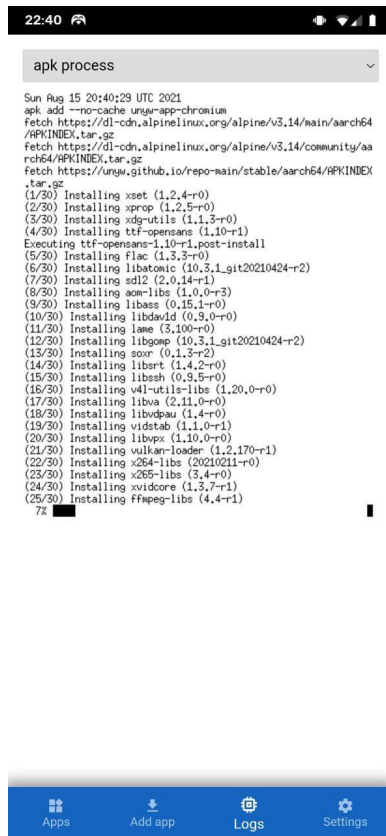 22:40
apk process
Sun Aug 15 20:40:29 UTC 2021
apk add --no-cache unyw-app-chromium
fetch https://dl-cdn.alpinelinux.org/alpine/v3.14/main/aarch64
/APKINDEX.tar.gz
fetch https://dl-cdn.alpinelinux.org/alpine/v3.14/community/aa
rch64/APKINDEX.tar.gz
fetch https://unyw.github.io/repo-main/stable/aarch64/APKINDEX
.tar.gz
(1/30) Installing xset (1.2.4-r0)
(2/30) Installing xprop (1.2.5-r0)
(3/30) Installing xdg-utils (1.1.3-r0)
(4/30) Installing ttf-opensans (1.10-r1)
Executing ttf-opensans-1.10-r1.post-install
(5/30) Installing flac (1.3.3-r0)
(6/30) Installing libatomic (10.3.1_git20210424-r2)
(7/30) Installing sdl2 (2.0.14-r1)
(8/30) Installing aom-libs (1.0.0-r3)
(9/30) Installing libass (0.15.1-r0)
(10/30) Installing libdav1d (0.9.0-r0)
(11/30) Installing lame (3.100-r0)
(12/30) Installing libgomp (10.3.1_git20210424-r2)
(13/30) Installing soxr (0.1.3-r2)
(14/30) Installing libsrt (1.4.2-r0)
(15/30) Installing libssh (0.9.5-r0)
(16/30) Installing v4l-utils-libs (1.20.0-r0)
(17/30) Installing libva (2.11.0-r0)
(18/30) Installing libvdpau (1.4-r0)
(19/30) Installing vidstab (1.1.0-r1)
(20/30) Installing libvpx (1.10.0-r0)
(21/30) Installing vulkan-loader (1.2.170-r1)
(22/30) Installing x264-libs (20210211-r0)
(23/30) Installing x265-libs (3.4-r0)
(24/30) Installing xvidcore (1.3.7-r1)
(25/30) Installing ffmpeg-libs (4.4-r1)
7%
Apps Add app Logs Settings